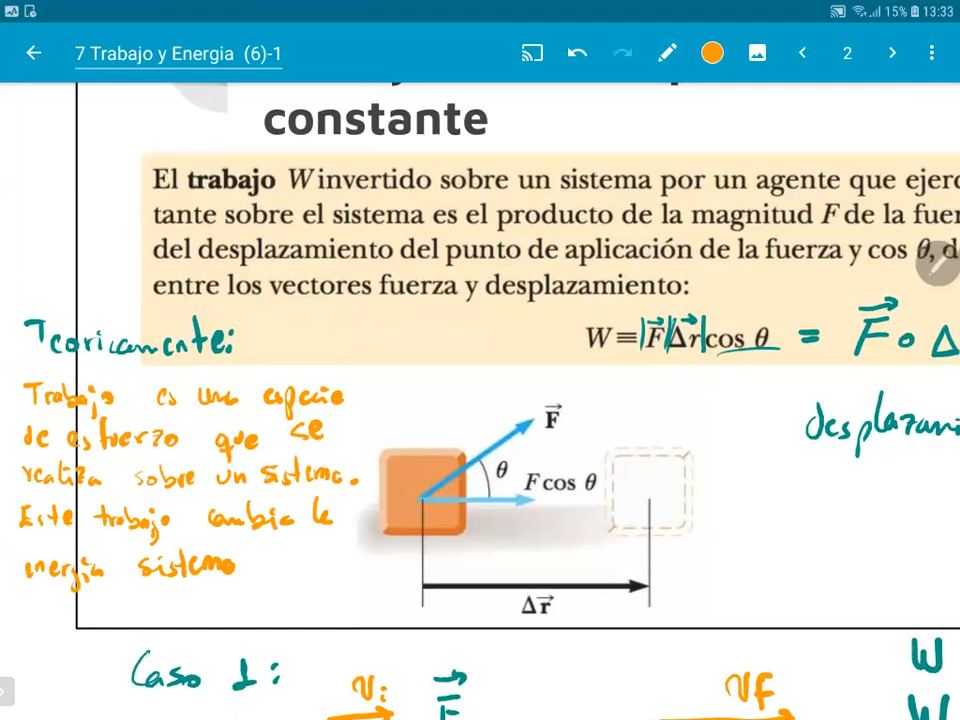 15% 13:33
7 Trabajo y Energia (6)-1
2
constante
El trabajo W invertido sobre un sistema por un agente que ejerc
tante sobre el sistema es el producto de la magnitud F de la fuer
del desplazamiento del punto de aplicación de la fuerza y cos θ, d
entre los vectores fuerza y desplazamiento:
Teoricamente:
W ≡ |F⃗||Δr⃗|cos θ = F⃗ ∘ Δ
Trabajo es una especie
de esfuerzo que se
realiza sobre un sistema.
Este trabajo cambia la
energia sistema
desplazam
F⃗
θ
F cos θ
Δr⃗
Caso 1:
Vi
F⃗
VF
W
W